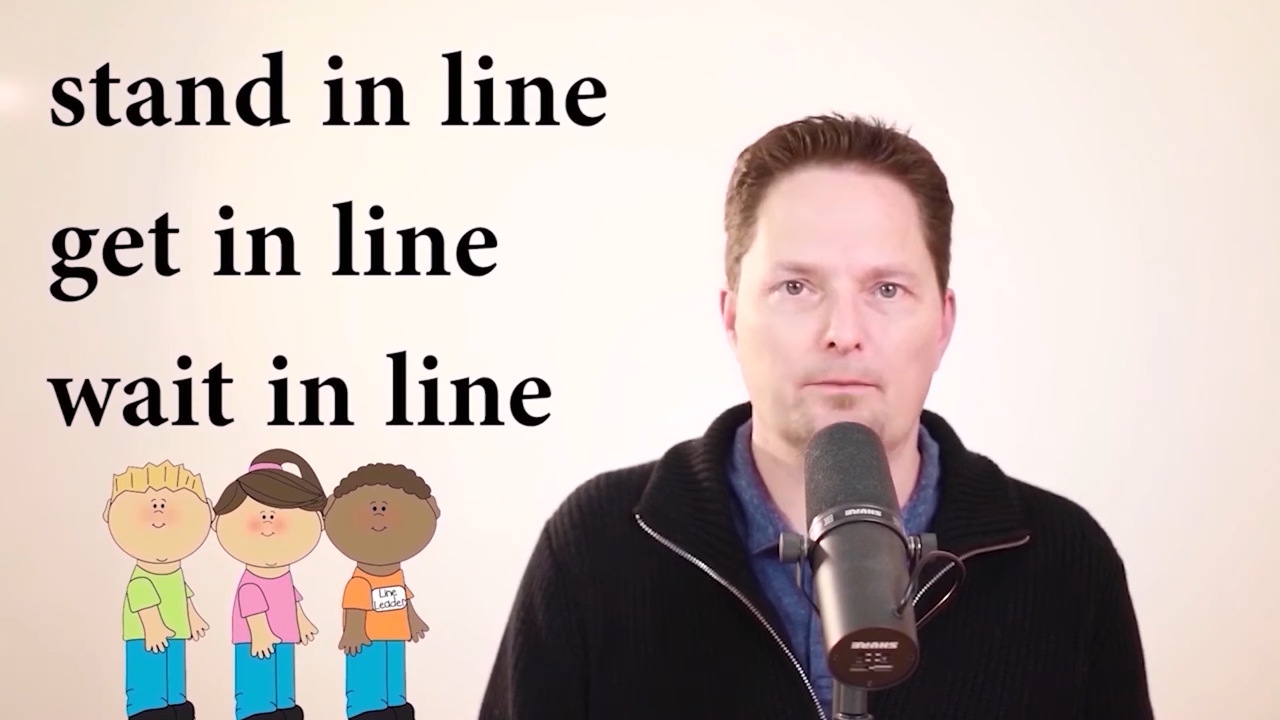 stand in line
get in line
wait in line
Line
Leader